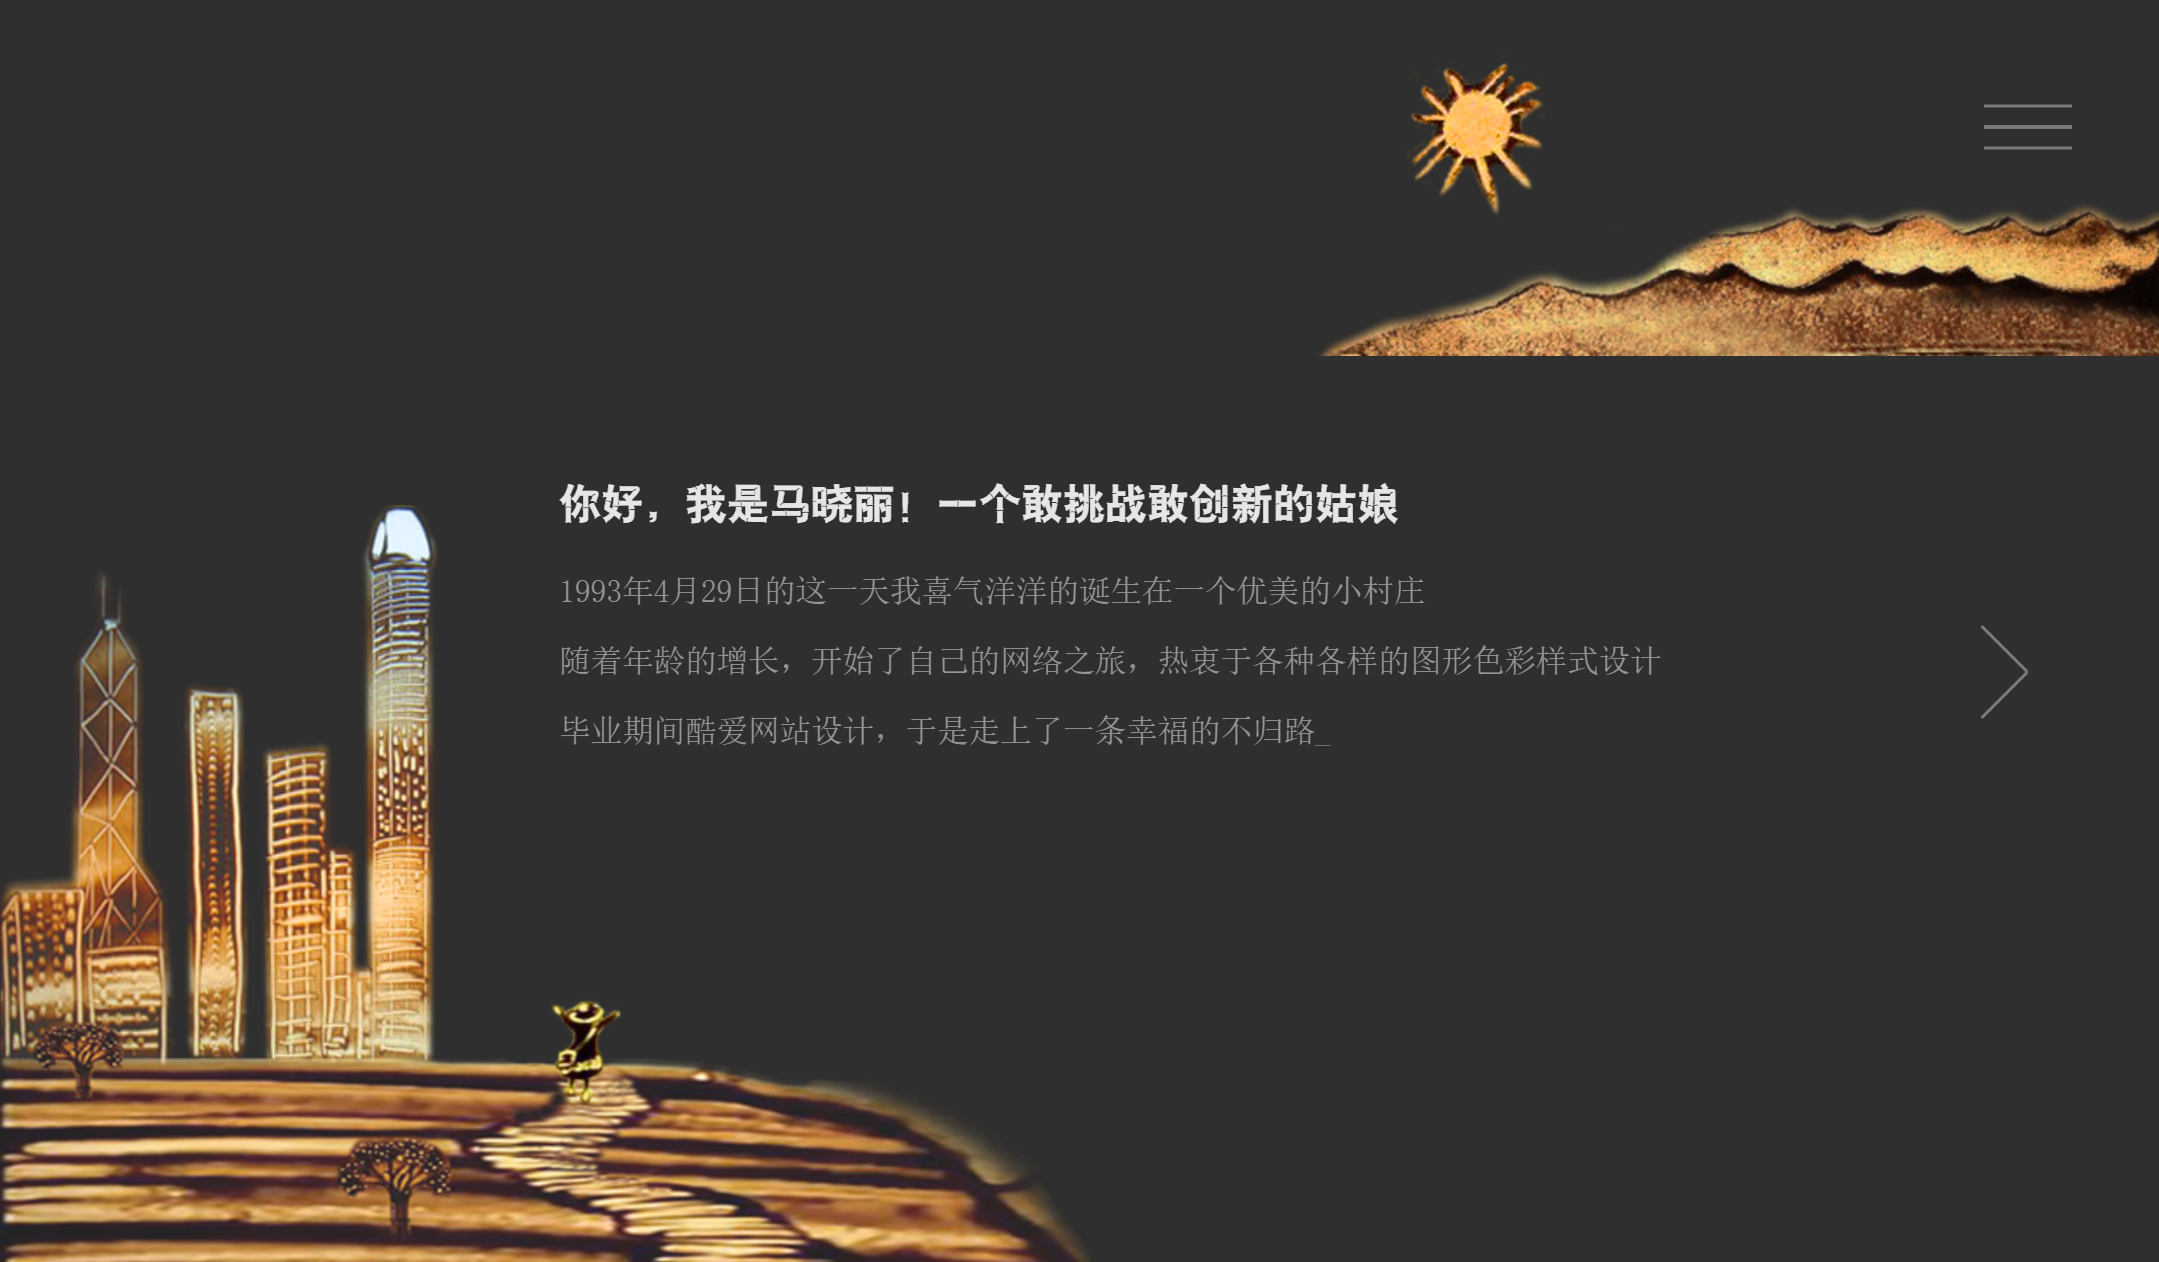 你好，我是马晓丽！一个敢挑战敢创新的姑娘
1993年4月29日的这一天我喜气洋洋的诞生在一个优美的小村庄
随着年龄的增长，开始了自己的网络之旅，热衷于各种各样的图形色彩样式设计
毕业期间酷爱网站设计，于是走上了一条幸福的不归路_